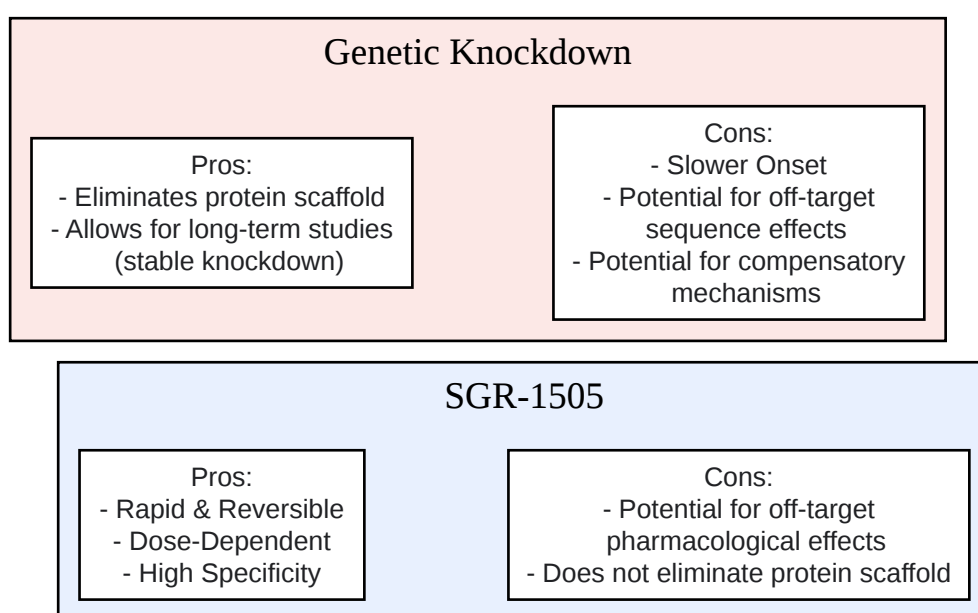 Genetic Knockdown
Pros:
- Eliminates protein scaffold
- Allows for long-term studies
(stable knockdown)
Cons:
- Slower Onset
- Potential for off-target
sequence effects
- Potential for compensatory
mechanisms
SGR-1505
Pros:
- Rapid & Reversible
- Dose-Dependent
- High Specificity
Cons:
- Potential for off-target
pharmacological effects
- Does not eliminate protein scaffold